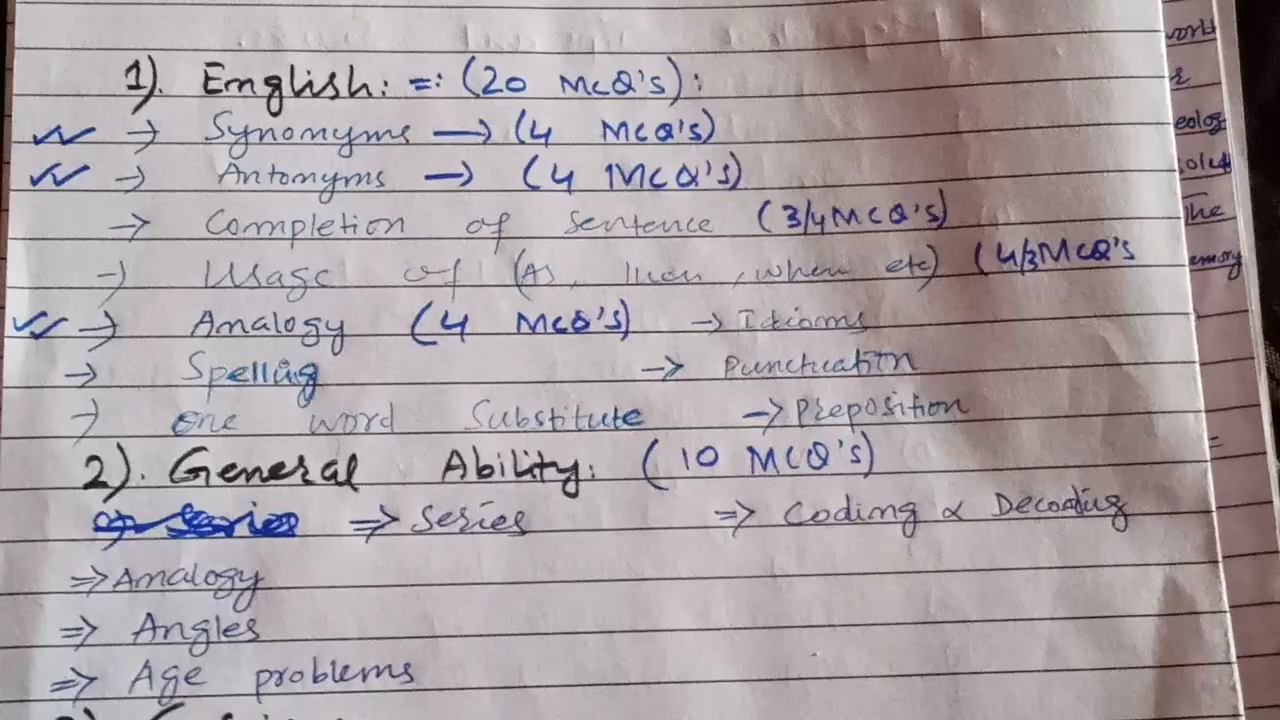 1). English: =: (20 McQ's):
→ Synonyms → (4 McQ's)
→ Antonyms → (4 McQ's)
→ Completion of Sentence (3/4 McQ's)
→ Usage of (As, when etc) (4/3 McQ's
→ Analogy (4 McQ's) → Idioms
→ Spelling → Punctuation
→ One word Substitute → Preposition
2). General Ability: (10 McQ's)
⇒ Series ⇒ Coding & Decoding
⇒ Analogy
⇒ Angles
⇒ Age problems